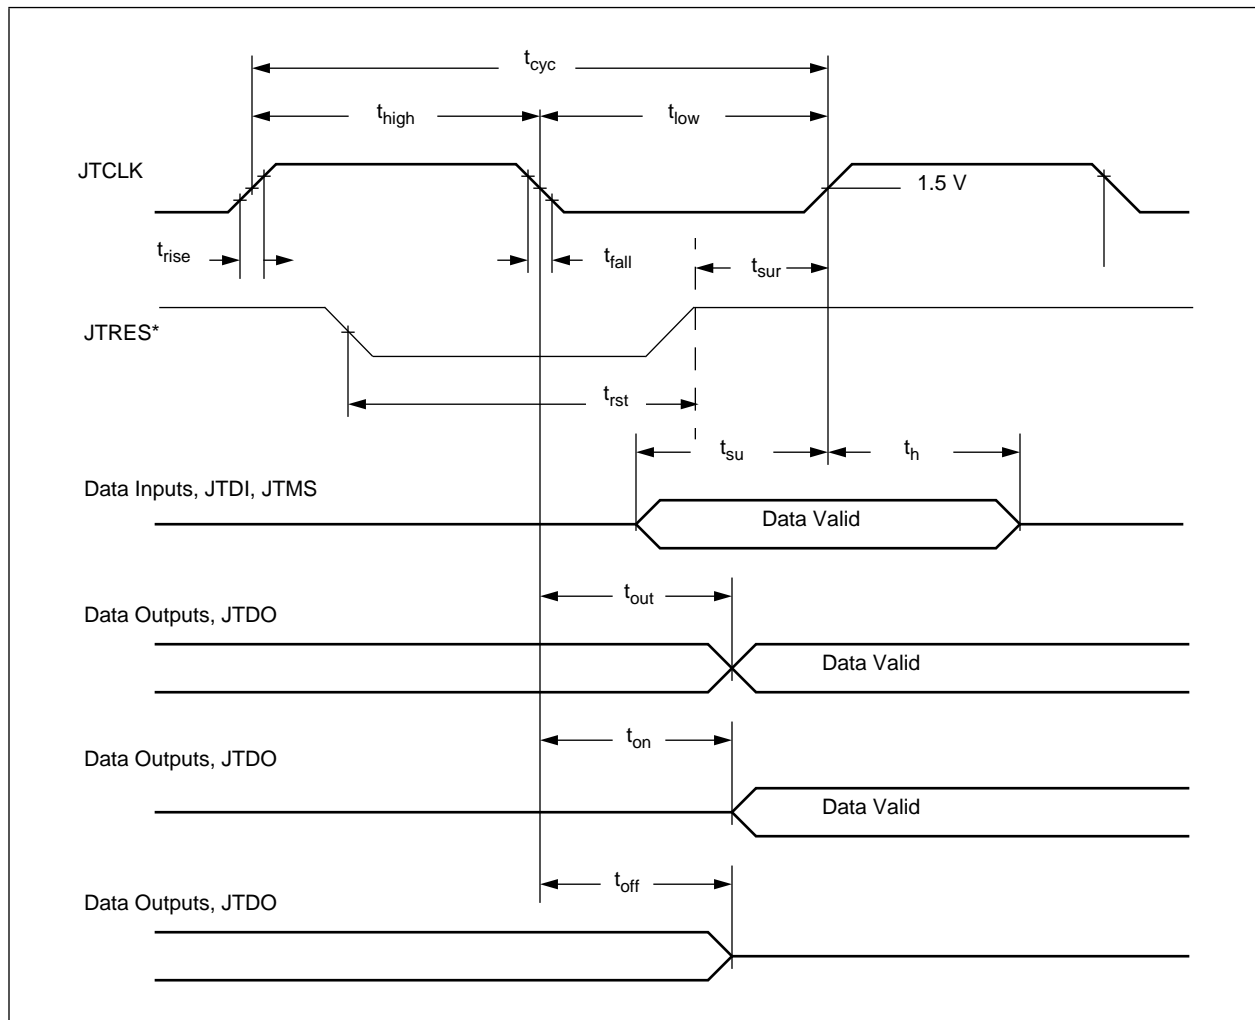 tcyc
thigh
tlow
JTCLK
1.5 V
trise
tfall
tsur
JTRES*
trst
tsu
th
Data Inputs, JTDI, JTMS
Data Valid
tout
Data Outputs, JTDO
Data Valid
ton
Data Outputs, JTDO
Data Valid
toff
Data Outputs, JTDO